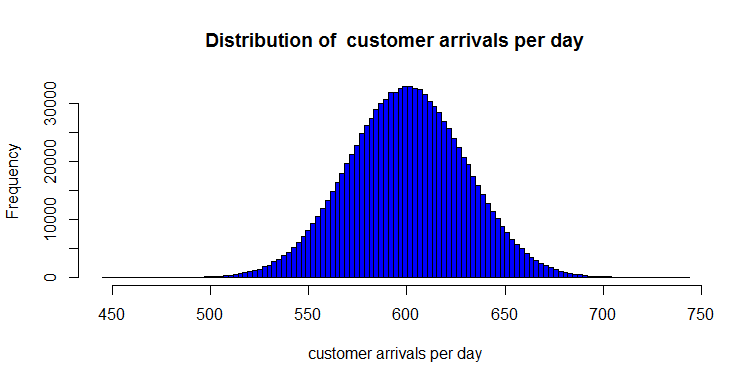 Distribution of  customer arrivals per day
Frequency
30000
20000
10000
0
450 500 550 600 650 700 750
customer arrivals per day